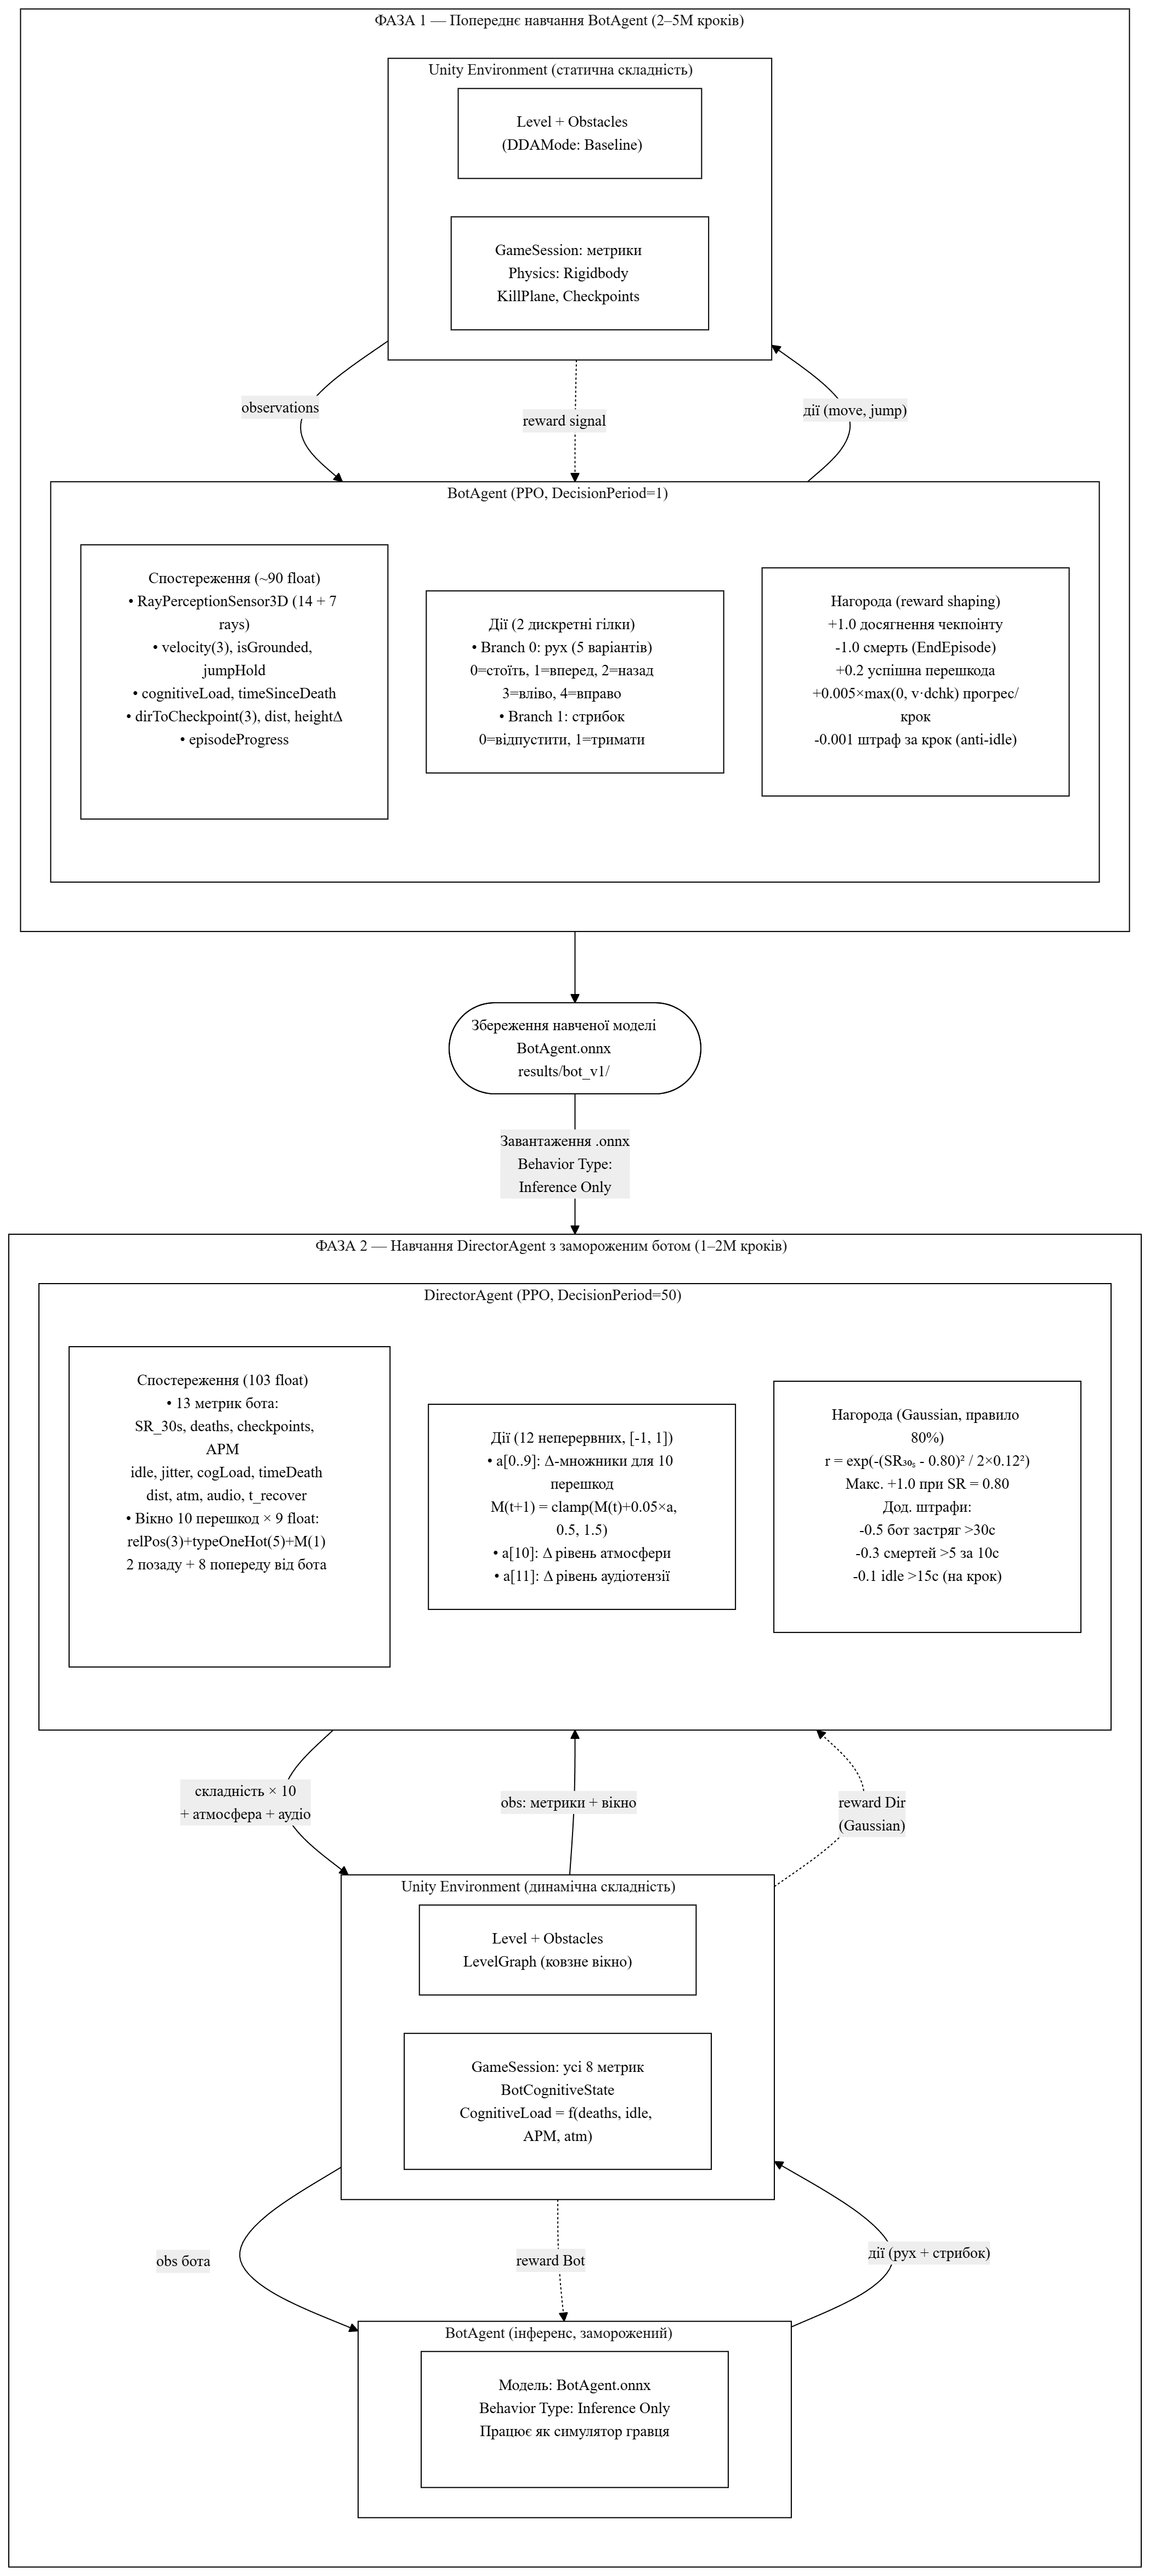 ФАЗА 1 — Попереднє навчання BotAgent (2–5M кроків)
Unity Environment (статична складність)
Level + Obstacles
(DDAMode: Baseline)
GameSession: метрики
Physics: Rigidbody
KillPlane, Checkpoints
observations
reward signal
дії (move, jump)
BotAgent (PPO, DecisionPeriod=1)
Спостереження (~90 float)
• RayPerceptionSensor3D (14 + 7
rays)
• velocity(3), isGrounded,
jumpHold
• cognitiveLoad, timeSinceDeath
• dirToCheckpoint(3), dist, heightΔ
• episodeProgress
Дії (2 дискретні гілки)
• Branch 0: рух (5 варіантів)
0=стоїть, 1=вперед, 2=назад
3=вліво, 4=вправо
• Branch 1: стрибок
0=відпустити, 1=тримати
Нагорода (reward shaping)
+1.0 досягнення чекпоінту
-1.0 смерть (EndEpisode)
+0.2 успішна перешкода
+0.005×max(0, v·dchk) прогрес/
крок
-0.001 штраф за крок (anti-idle)
Збереження навченої моделі
BotAgent.onnx
results/bot_v1/
Завантаження .onnx
Behavior Type:
Inference Only
ФАЗА 2 — Навчання DirectorAgent з замороженим ботом (1–2M кроків)
DirectorAgent (PPO, DecisionPeriod=50)
Спостереження (103 float)
• 13 метрик бота:
SR_30s, deaths, checkpoints,
APM
idle, jitter, cogLoad, timeDeath
dist, atm, audio, t_recover
• Вікно 10 перешкод × 9 float:
relPos(3)+typeOneHot(5)+M(1)
2 позаду + 8 попереду від бота
Дії (12 неперервних, [-1, 1])
• a[0..9]: Δ-множники для 10
перешкод
M(t+1) = clamp(M(t)+0.05×a,
0.5, 1.5)
• a[10]: Δ рівень атмосфери
• a[11]: Δ рівень аудіотензії
Нагорода (Gaussian, правило
80%)
r = exp(-(SR₃₀ₛ - 0.80)² / 2×0.12²)
Макс. +1.0 при SR = 0.80
Дод. штрафи:
-0.5 бот застряг >30с
-0.3 смертей >5 за 10с
-0.1 idle >15с (на крок)
складність × 10
+ атмосфера + аудіо
obs: метрики + вікно
reward Dir
(Gaussian)
Unity Environment (динамічна складність)
Level + Obstacles
LevelGraph (ковзне вікно)
GameSession: усі 8 метрик
BotCognitiveState
CognitiveLoad = f(deaths, idle,
APM, atm)
obs бота
reward Bot
дії (рух + стрибок)
BotAgent (інференс, заморожений)
Модель: BotAgent.onnx
Behavior Type: Inference Only
Працює як симулятор гравця